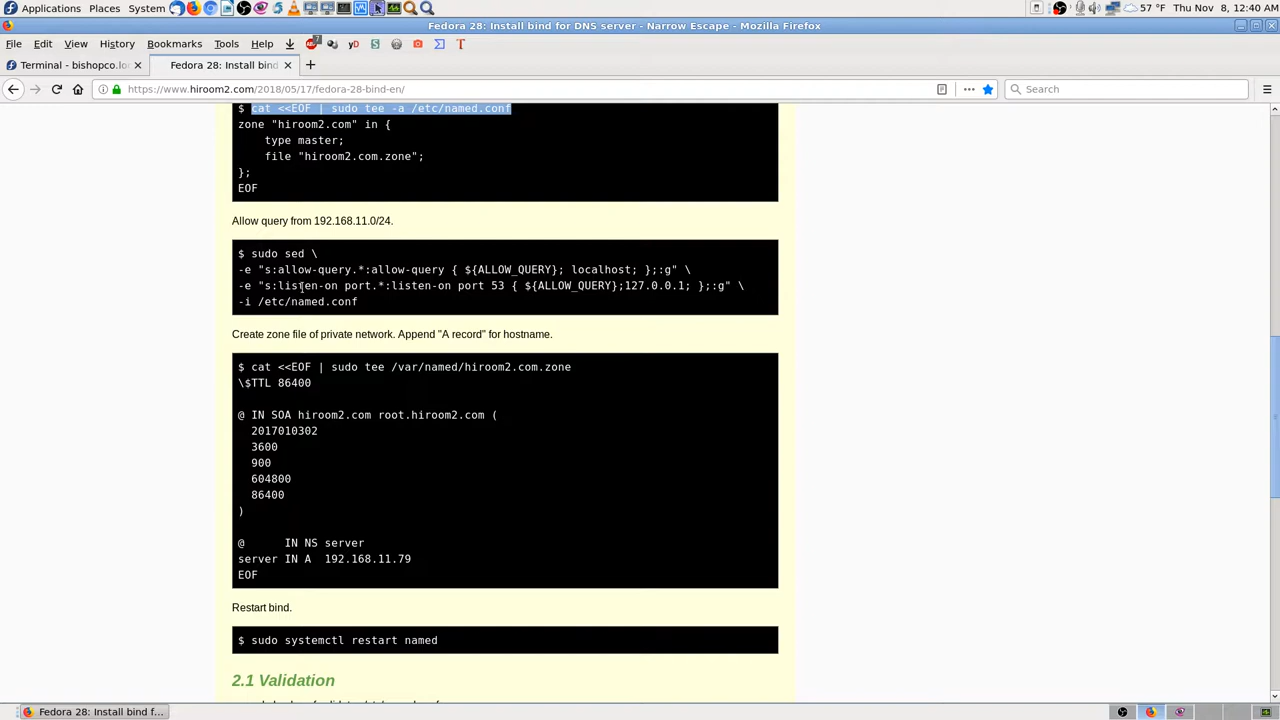 Applications Places System 57 °F Thu Nov 8, 12:40 AM
Fedora 28: Install bind for DNS server - Narrow Escape - Mozilla Firefox
File Edit View History Bookmarks Tools Help 7 yD S T
Terminal - bishopco.lo × Fedora 28: Install bind × +
https://www.hiroom2.com/2018/05/17/fedora-28-bind-en/ Search
$ cat <<EOF | sudo tee -a /etc/named.conf
zone "hiroom2.com" in {
type master;
file "hiroom2.com.zone";
};
EOF
Allow query from 192.168.11.0/24.
$ sudo sed \
-e "s:allow-query.*:allow-query { ${ALLOW_QUERY}; localhost; };:g" \
-e "s:listen-on port.*:listen-on port 53 { ${ALLOW_QUERY};127.0.0.1; };:g" \
-i /etc/named.conf
Create zone file of private network. Append "A record" for hostname.
$ cat <<EOF | sudo tee /var/named/hiroom2.com.zone
\$TTL 86400
@ IN SOA hiroom2.com root.hiroom2.com (
2017010302
3600
900
604800
86400
)
@ IN NS server
server IN A 192.168.11.79
EOF
Restart bind.
$ sudo systemctl restart named
2.1 Validation
Fedora 28: Install bind f...